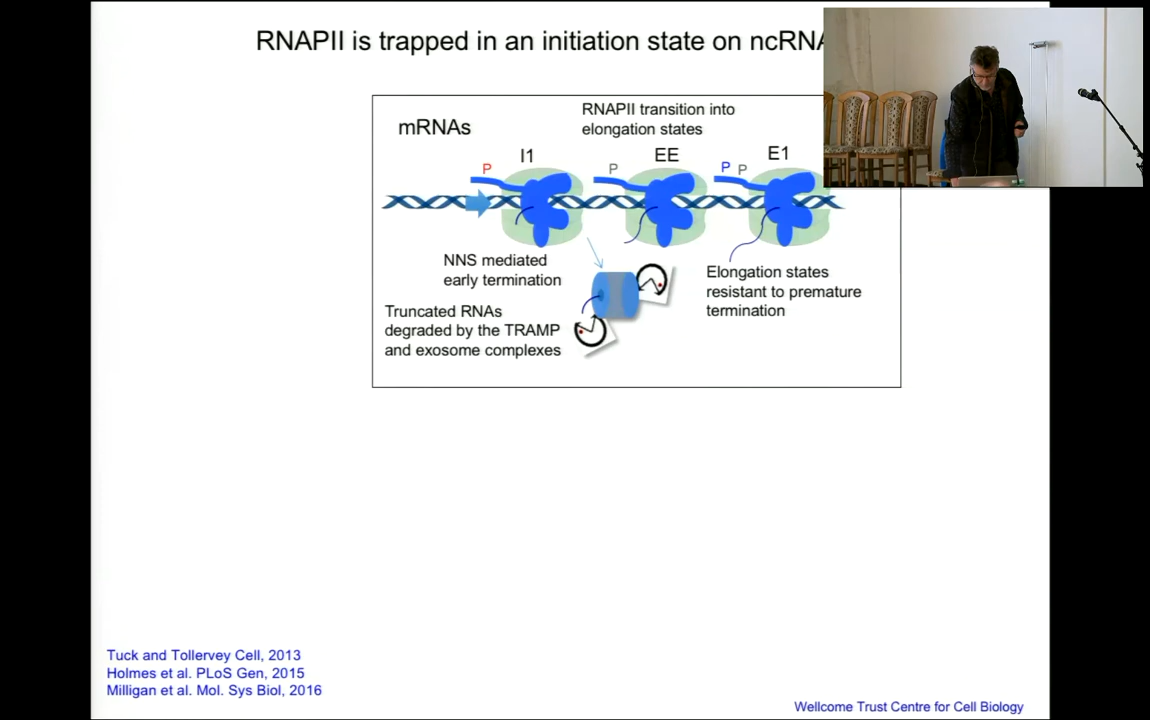 RNAPII is trapped in an initiation state on ncRNA
mRNAs
RNAPII transition into
elongation states
I1
EE
E1
P
P
P P
NNS mediated
early termination
Truncated RNAs
degraded by the TRAMP
and exosome complexes
Elongation states
resistant to premature
termination
Tuck and Tollervey Cell, 2013
Holmes et al. PLoS Gen, 2015
Milligan et al. Mol. Sys Biol, 2016
Wellcome Trust Centre for Cell Biology